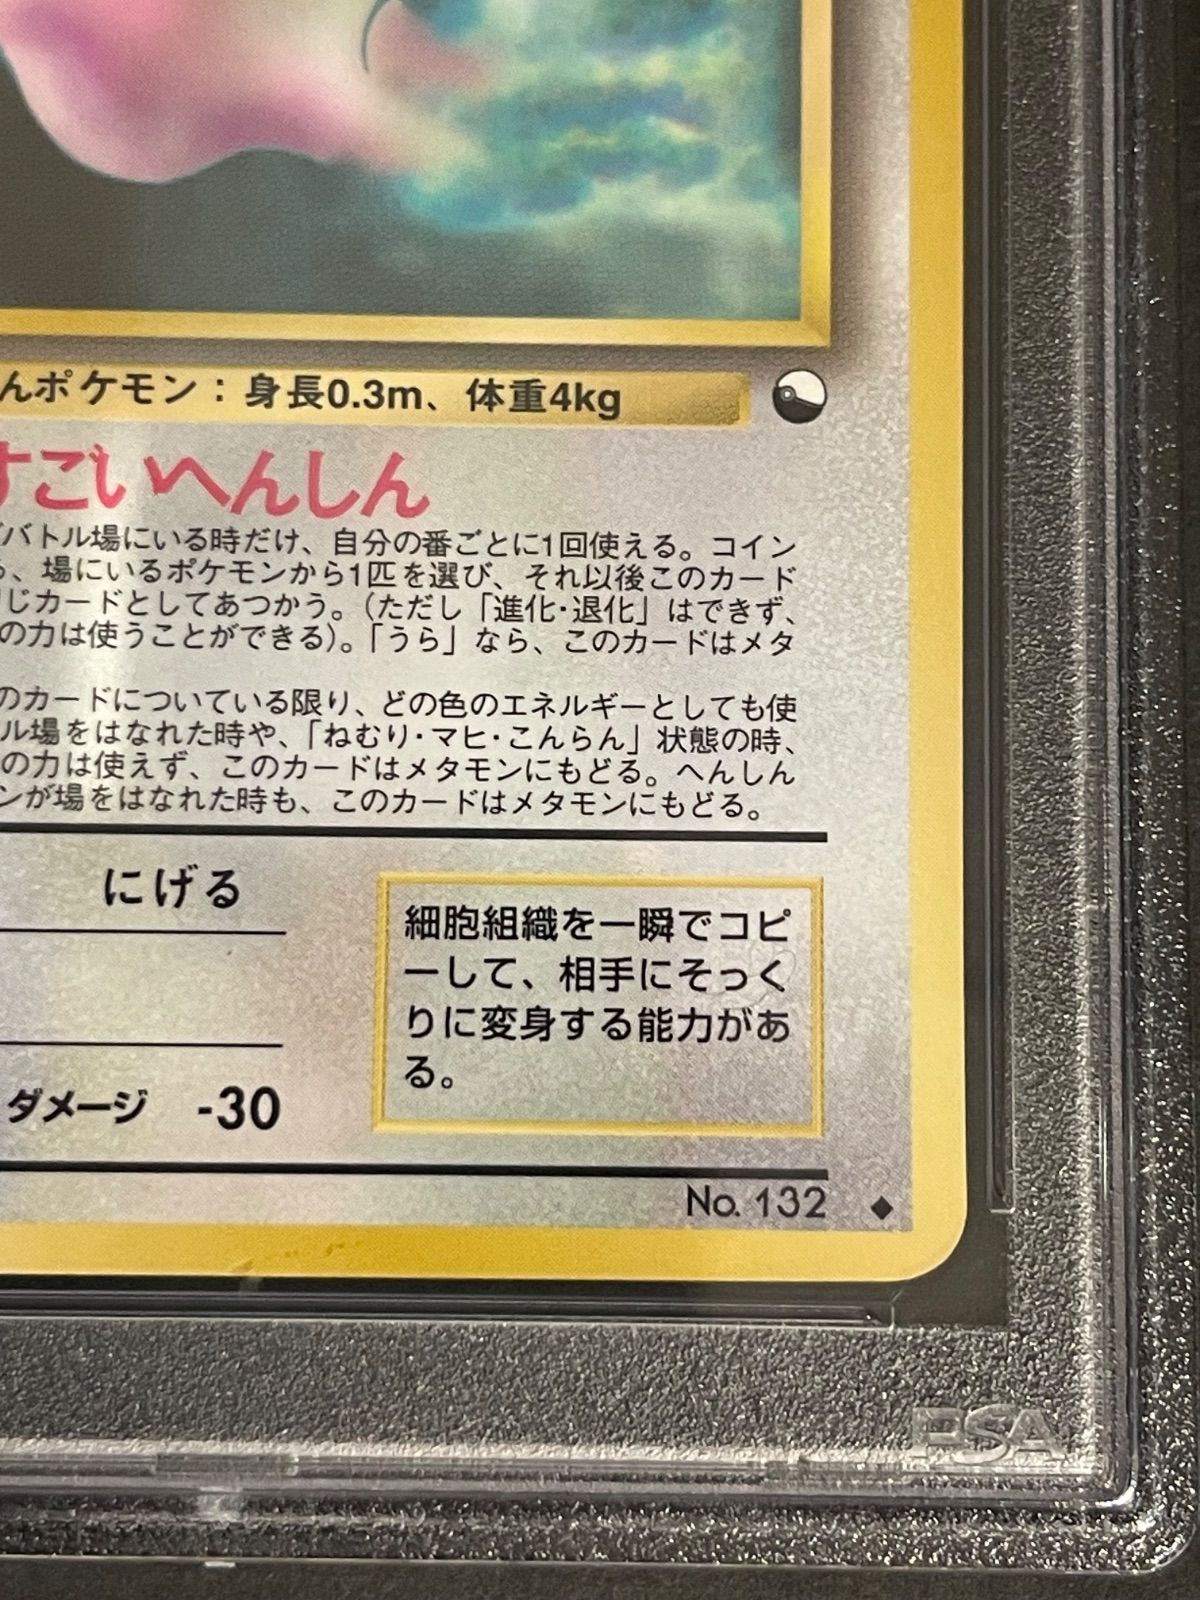 んポケモン：身長0.3m、体重4kg
すごいへんしん
バトル場にいる時だけ、自分の番ごとに1回使える。コイン
、場にいるポケモンから1匹を選び、それ以後このカード
じカードとしてあつかう。（ただし「進化・退化」はできず、
の力は使うことができる）。「うら」なら、このカードはメタ
のカードについている限り、どの色のエネルギーとしても使
ル場をはなれた時や、「ねむり・マヒ・こんらん」状態の時、
の力は使えず、このカードはメタモンにもどる。へんしん
ンが場をはなれた時も、このカードはメタモンにもどる。
にげる
細胞組織を一瞬でコピ
ーして、相手にそっく
りに変身する能力があ
る。
ダメージ -30
No. 132
PSA